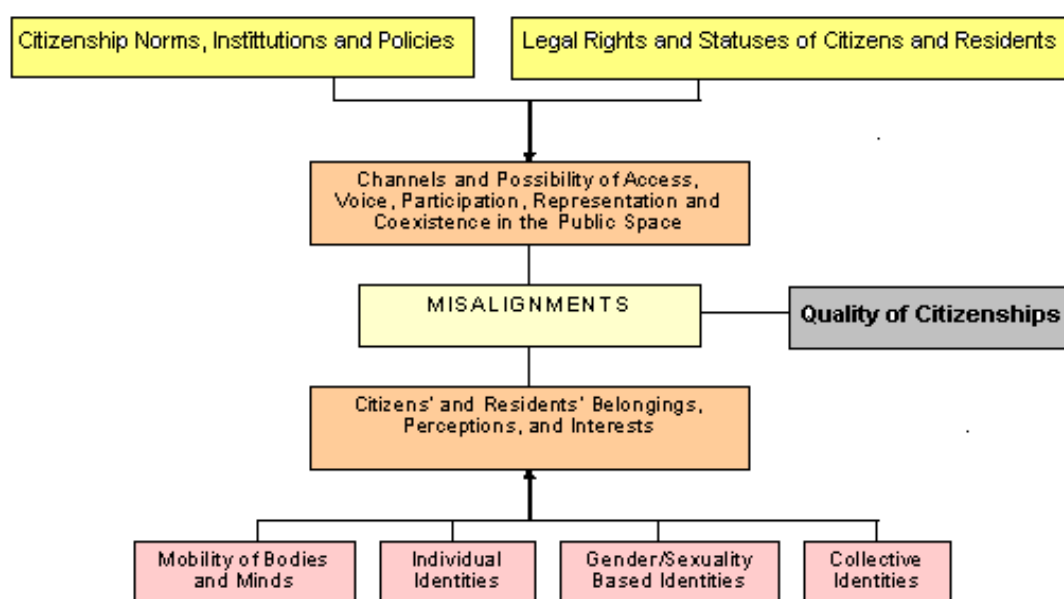 Citizenship Norms, Instittutions and Policies
Legal Rights and Statuses of Citizens and Residents
Channels and Possibility of Access,
Voice, Participation, Representation and
Coexistence in the Public Space
MISALIGNMENTS
Quality of Citizenships
Citizens' and Residents' Belongings,
Perceptions, and Interests
Mobility of Bodies
and Minds
Individual
Identities
Gender/Sexuality
Based Identities
Collective
Identities